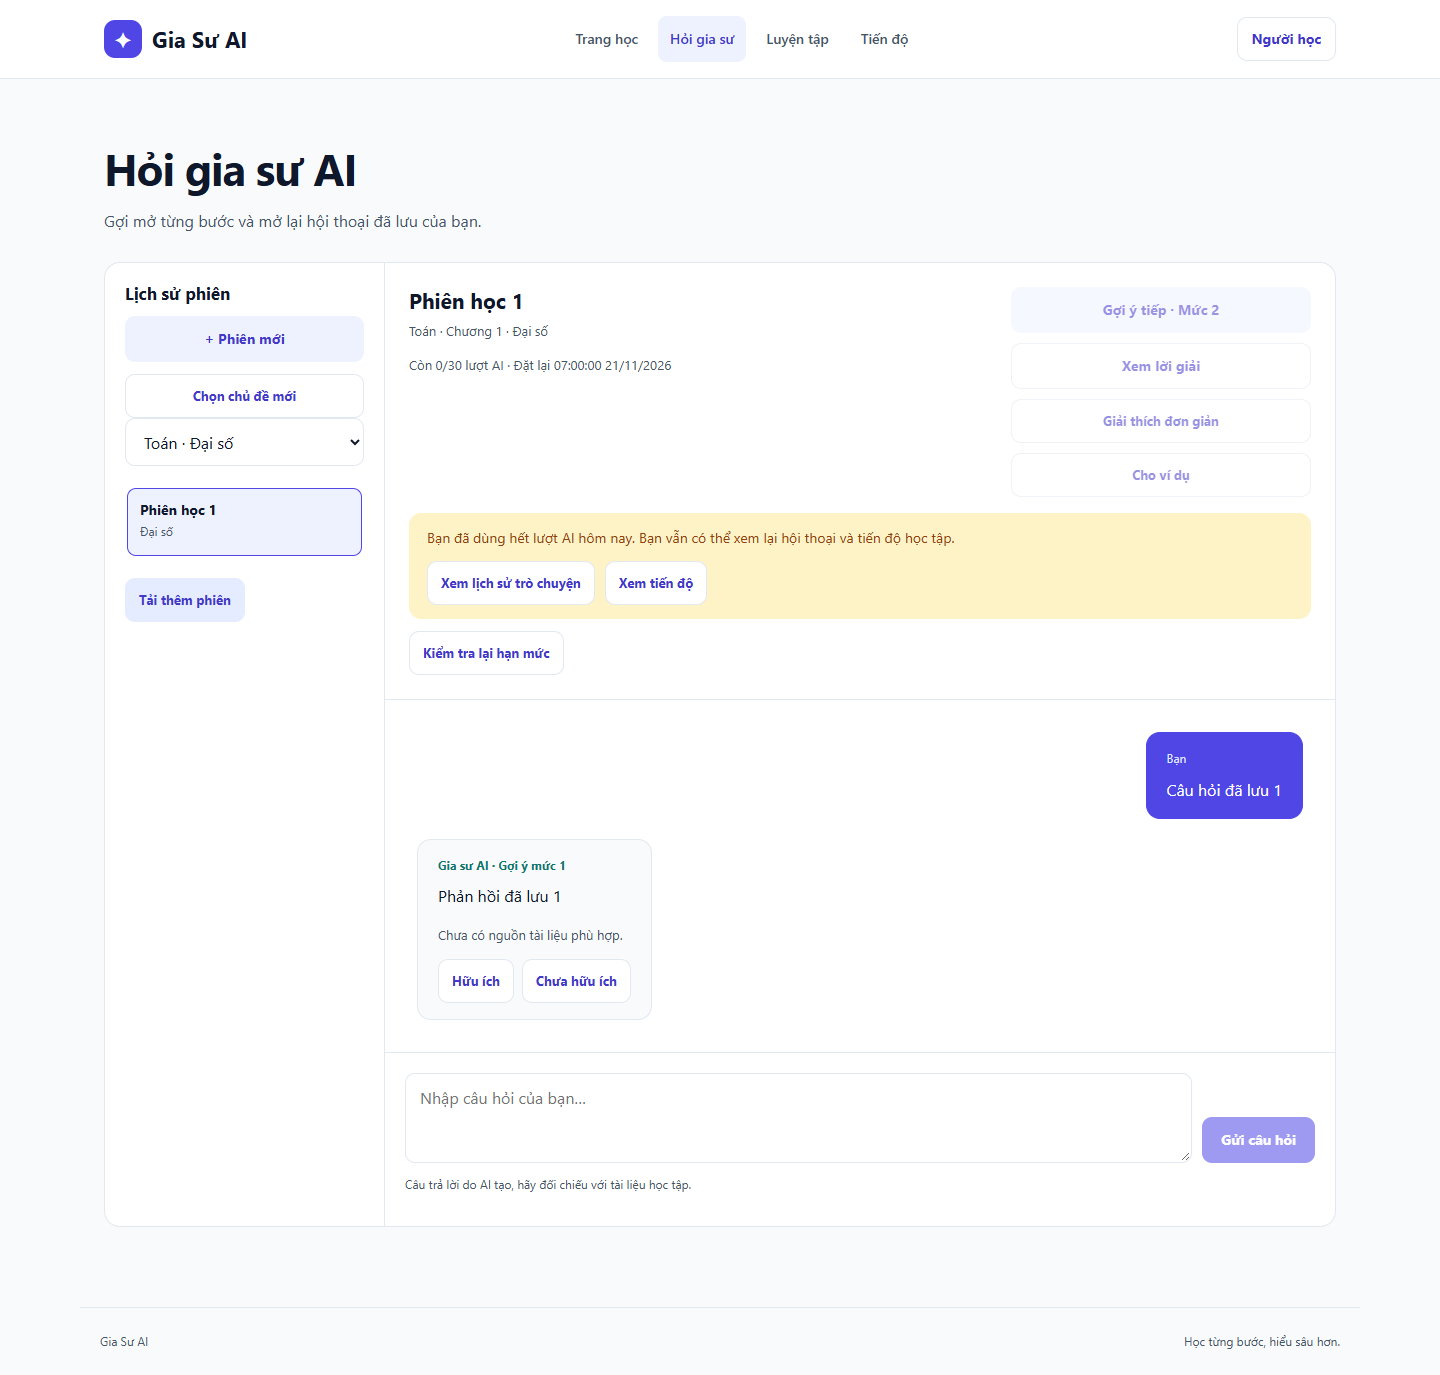 Gia Sư AI
Trang học
Hỏi gia sư
Luyện tập
Tiến độ
Người học
Hỏi gia sư AI
Gợi mở từng bước và mở lại hội thoại đã lưu của bạn.
Lịch sử phiên
+ Phiên mới
Chọn chủ đề mới
Toán · Đại số
Phiên học 1
Đại số
Tải thêm phiên
Phiên học 1
Toán · Chương 1 · Đại số
Còn 0/30 lượt AI · Đặt lại 07:00:00 21/11/2026
Gợi ý tiếp · Mức 2
Xem lời giải
Giải thích đơn giản
Cho ví dụ
Bạn đã dùng hết lượt AI hôm nay. Bạn vẫn có thể xem lại hội thoại và tiến độ học tập.
Xem lịch sử trò chuyện
Xem tiến độ
Kiểm tra lại hạn mức
Bạn
Câu hỏi đã lưu 1
Gia sư AI · Gợi ý mức 1
Phản hồi đã lưu 1
Chưa có nguồn tài liệu phù hợp.
Hữu ích
Chưa hữu ích
Nhập câu hỏi của bạn...
Gửi câu hỏi
Câu trả lời do AI tạo, hãy đối chiếu với tài liệu học tập.
Gia Sư AI
Học từng bước, hiểu sâu hơn.